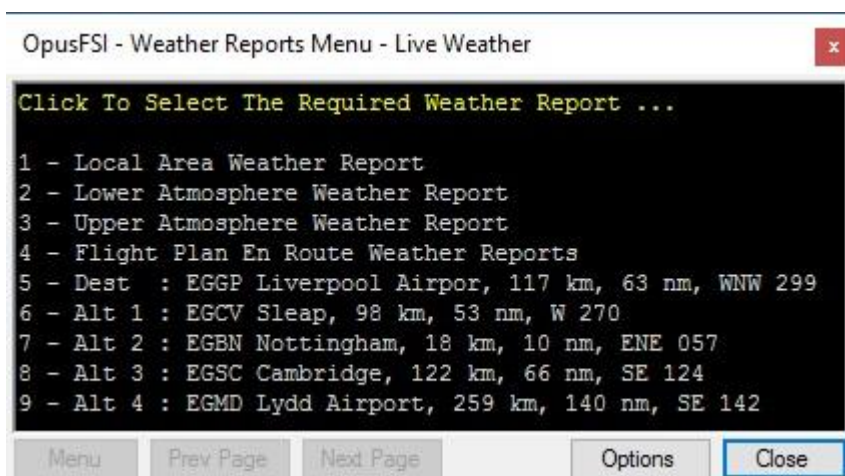 OpusFSI - Weather Reports Menu - Live Weather
x
Click To Select The Required Weather Report ...
1 - Local Area Weather Report
2 - Lower Atmosphere Weather Report
3 - Upper Atmosphere Weather Report
4 - Flight Plan En Route Weather Reports
5 - Dest  : EGGP Liverpool Airpor, 117 km, 63 nm, WNW 299
6 - Alt 1 : EGCV Sleap, 98 km, 53 nm, W 270
7 - Alt 2 : EGBN Nottingham, 18 km, 10 nm, ENE 057
8 - Alt 3 : EGSC Cambridge, 122 km, 66 nm, SE 124
9 - Alt 4 : EGMD Lydd Airport, 259 km, 140 nm, SE 142
Menu Prev Page Next Page Options Close